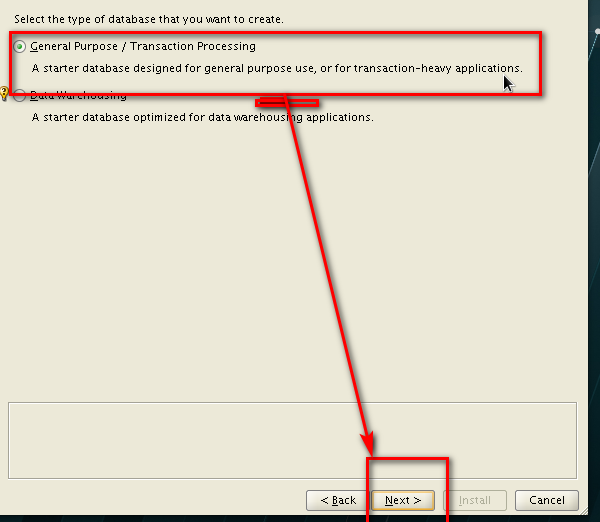 Select the type of database that you want to create.
General Purpose / Transaction Processing
A starter database designed for general purpose use, or for transaction-heavy applications.
Data Warehousing
A starter database optimized for data warehousing applications.
< Back Next > Install Cancel